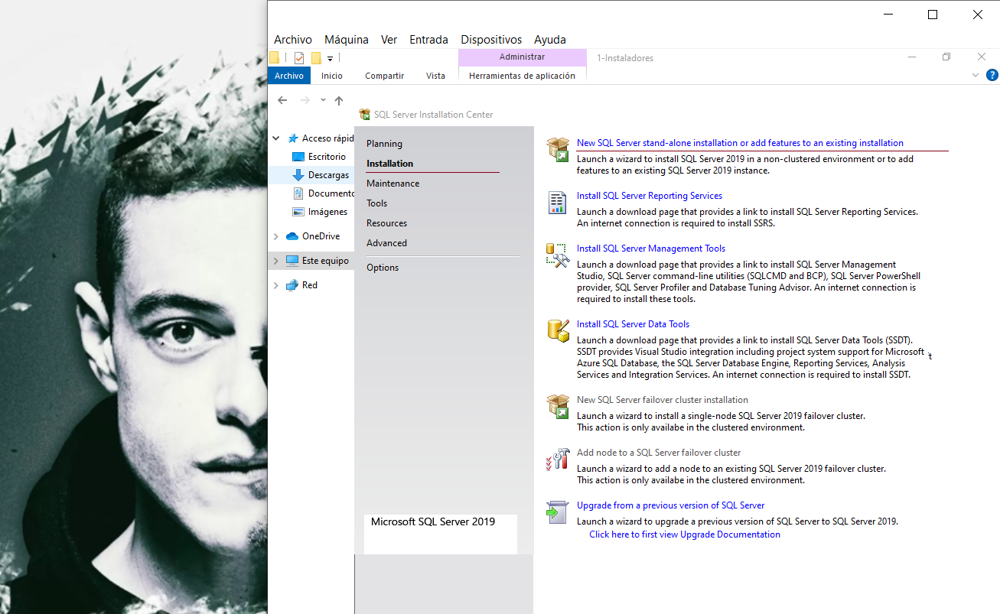 Archivo Máquina Ver Entrada Dispositivos Ayuda
Administrar 1-Instaladores
Archivo Inicio Compartir Vista Herramientas de aplicación
SQL Server Installation Center
Acceso rápid
Escritorio
Descargas
Documento
Imágenes
OneDrive
Este equipo
Red
Planning
Installation
Maintenance
Tools
Resources
Advanced
Options
Microsoft SQL Server 2019
New SQL Server stand-alone installation or add features to an existing installation
Launch a wizard to install SQL Server 2019 in a non-clustered environment or to add
features to an existing SQL Server 2019 instance.
Install SQL Server Reporting Services
Launch a download page that provides a link to install SQL Server Reporting Services.
An internet connection is required to install SSRS.
Install SQL Server Management Tools
Launch a download page that provides a link to install SQL Server Management
Studio, SQL Server command-line utilities (SQLCMD and BCP), SQL Server PowerShell
provider, SQL Server Profiler and Database Tuning Advisor. An internet connection is
required to install these tools.
Install SQL Server Data Tools
Launch a download page that provides a link to install SQL Server Data Tools (SSDT).
SSDT provides Visual Studio integration including project system support for Microsoft
Azure SQL Database, the SQL Server Database Engine, Reporting Services, Analysis
Services and Integration Services. An internet connection is required to install SSDT.
New SQL Server failover cluster installation
Launch a wizard to install a single-node SQL Server 2019 failover cluster.
This action is only availabe in the clustered environment.
Add node to a SQL Server failover cluster
Launch a wizard to add a node to an existing SQL Server 2019 failover cluster.
This action is only availabe in the clustered environment.
Upgrade from a previous version of SQL Server
Launch a wizard to upgrade a previous version of SQL Server to SQL Server 2019.
Click here to first view Upgrade Documentation